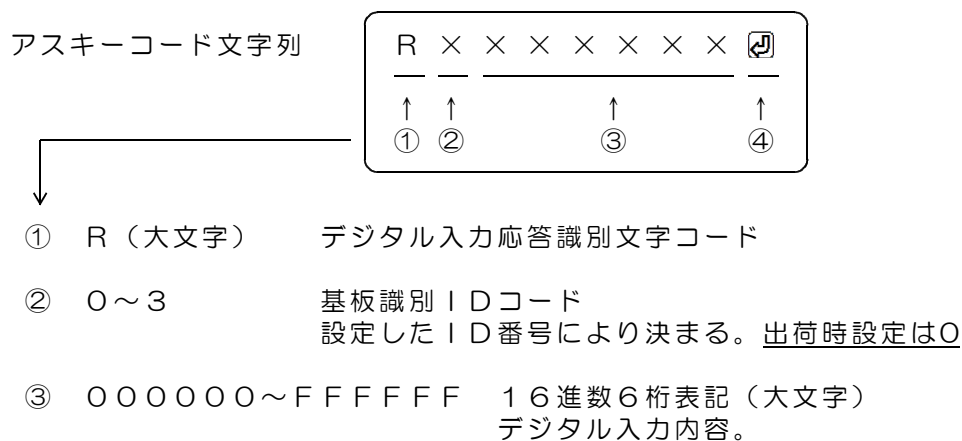 アスキーコード文字列 R × × × × × × × ↵
↑ ↑ ↑ ↑
① ② ③ ④
① R(大文字) デジタル入力応答識別文字コード
② 0~3 基板識別IDコード
設定したID番号により決まる。出荷時設定は0
③ 000000~FFFFFF 16進数6桁表記(大文字)
デジタル入力内容。